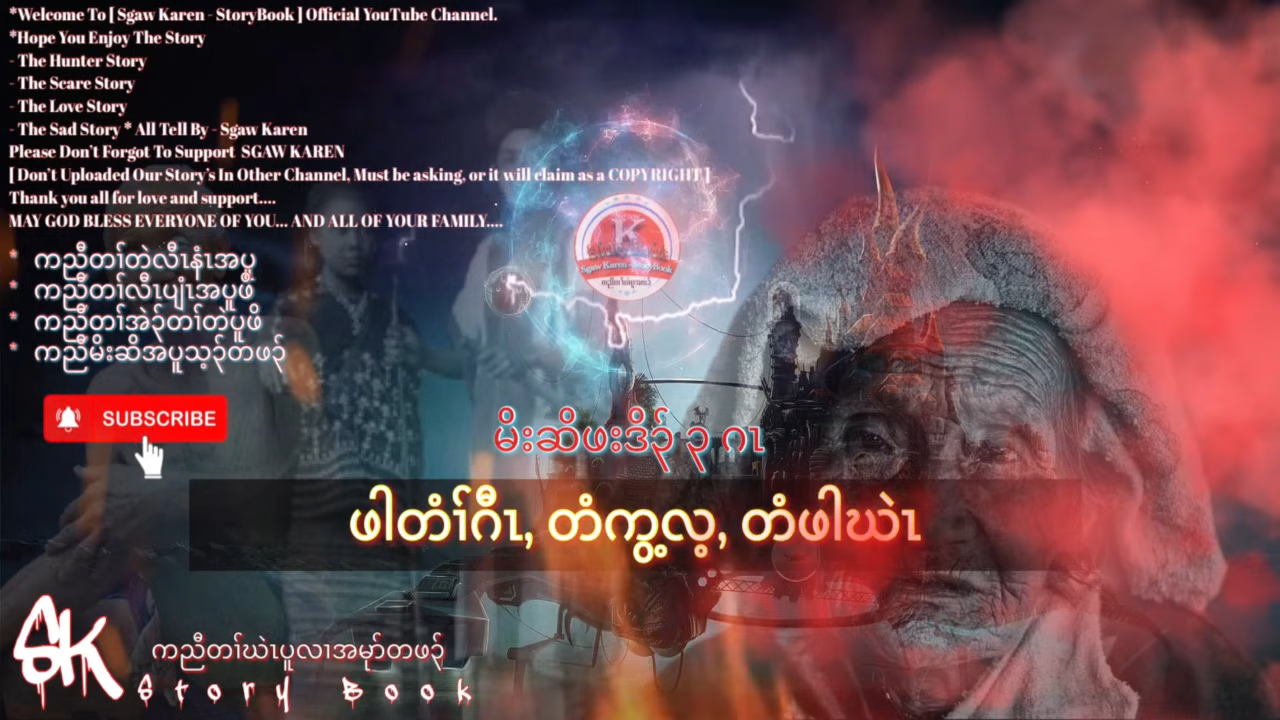 *Welcome To [ Sgaw Karen - StoryBook ] Official YouTube Channel.
*Hope You Enjoy The Story
- The Hunter Story
- The Scare Story
- The Love Story
- The Sad Story * All Tell By - Sgaw Karen
Please Don't Forgot To Support SGAW KAREN
[ Don't Uploaded Our Story's In Other Channel, Must be asking, or it will claim as a COPYRIGHT ]
Thank you all for love and support....
MAY GOD BLESS EVERYONE OF YOU... AND ALL OF YOUR FAMILY....
* ကညီတၢ်တဲလီၤနံၤအပူ
* ကညီတၢ်လီၤပျံၤအပူဖိ
* ကညီတၢ်အဲၣ်တၢ်တဲပူဖိ
* ကညီမိးဆိအပူသ့ၣ်တဖၣ်
K
Sgaw Karen - StoryBook
SUBSCRIBE
မိးဆိဖးဒိၣ် ၃ ဂၤ
ဖါတံၢ်ဂီၤ, တံကွ့လ့, တံဖါဃဲၤ
SK
ကညီတၢ်ဃဲၤပူလၢအမုာ်တဖၣ်
Story Book